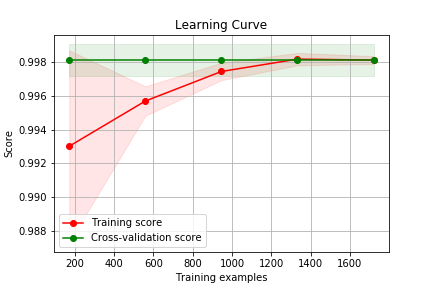 Learning Curve
0.998
0.996
0.994
0.992
0.990
0.988
Score
Training score
Cross-validation score
200 400 600 800 1000 1200 1400 1600
Training examples